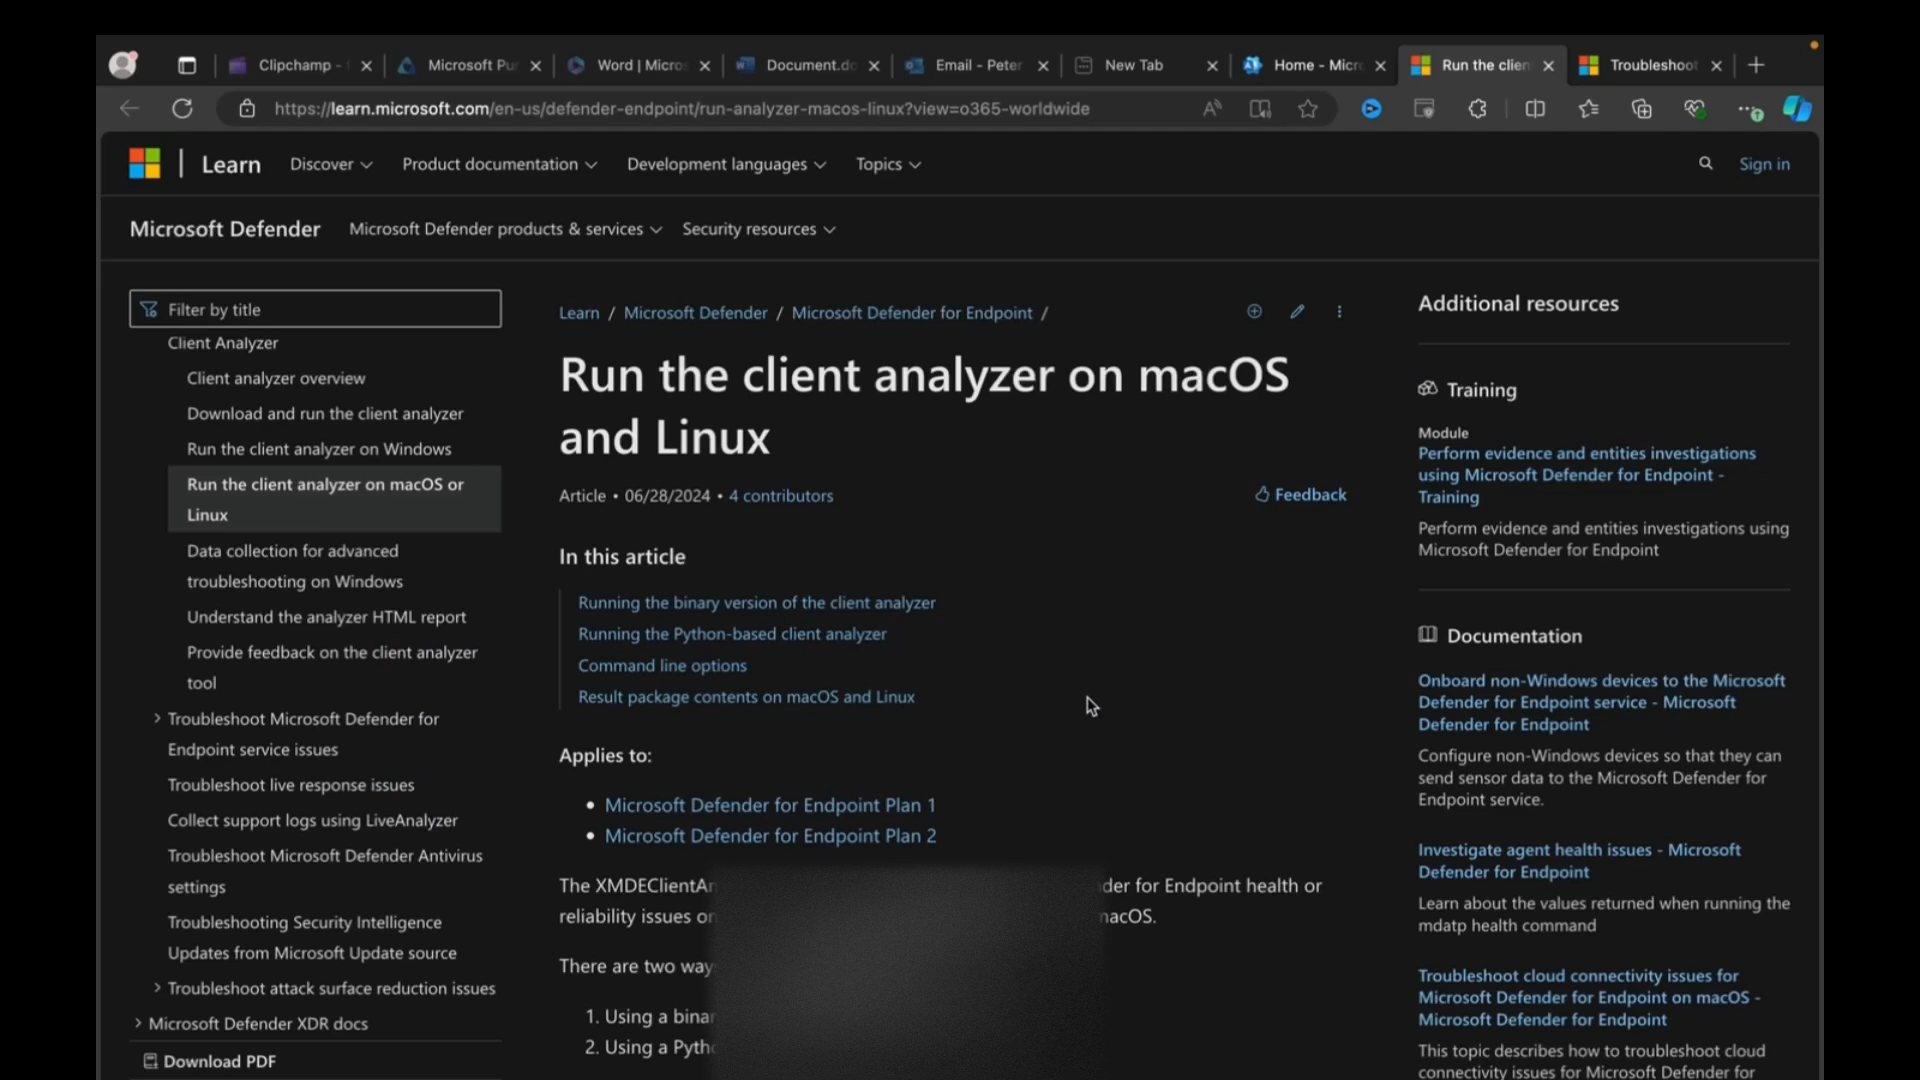 Clipchamp -
Microsoft Pu
Word | Micro
Document.do
Email - Peter
New Tab
Home - Micr
Run the clien
Troubleshoot
https://learn.microsoft.com/en-us/defender-endpoint/run-analyzer-macos-linux?view=o365-worldwide
Learn Discover Product documentation Development languages Topics Sign in
Microsoft Defender Microsoft Defender products & services Security resources
Filter by title
Client Analyzer
Client analyzer overview
Download and run the client analyzer
Run the client analyzer on Windows
Run the client analyzer on macOS or
Linux
Data collection for advanced
troubleshooting on Windows
Understand the analyzer HTML report
Provide feedback on the client analyzer
tool
Troubleshoot Microsoft Defender for
Endpoint service issues
Troubleshoot live response issues
Collect support logs using LiveAnalyzer
Troubleshoot Microsoft Defender Antivirus
settings
Troubleshooting Security Intelligence
Updates from Microsoft Update source
Troubleshoot attack surface reduction issues
Microsoft Defender XDR docs
Download PDF
Learn / Microsoft Defender / Microsoft Defender for Endpoint /
Run the client analyzer on macOS
and Linux
Article • 06/28/2024 • 4 contributors
Feedback
In this article
Running the binary version of the client analyzer
Running the Python-based client analyzer
Command line options
Result package contents on macOS and Linux
Applies to:
• Microsoft Defender for Endpoint Plan 1
• Microsoft Defender for Endpoint Plan 2
The XMDEClientAn der for Endpoint health or
reliability issues on macOS.
There are two way
1. Using a binar
2. Using a Pytho
Additional resources
Training
Module
Perform evidence and entities investigations
using Microsoft Defender for Endpoint -
Training
Perform evidence and entities investigations using
Microsoft Defender for Endpoint
Documentation
Onboard non-Windows devices to the Microsoft
Defender for Endpoint service - Microsoft
Defender for Endpoint
Configure non-Windows devices so that they can
send sensor data to the Microsoft Defender for
Endpoint service.
Investigate agent health issues - Microsoft
Defender for Endpoint
Learn about the values returned when running the
mdatp health command
Troubleshoot cloud connectivity issues for
Microsoft Defender for Endpoint on macOS -
Microsoft Defender for Endpoint
This topic describes how to troubleshoot cloud
connectivity issues for Microsoft Defender for